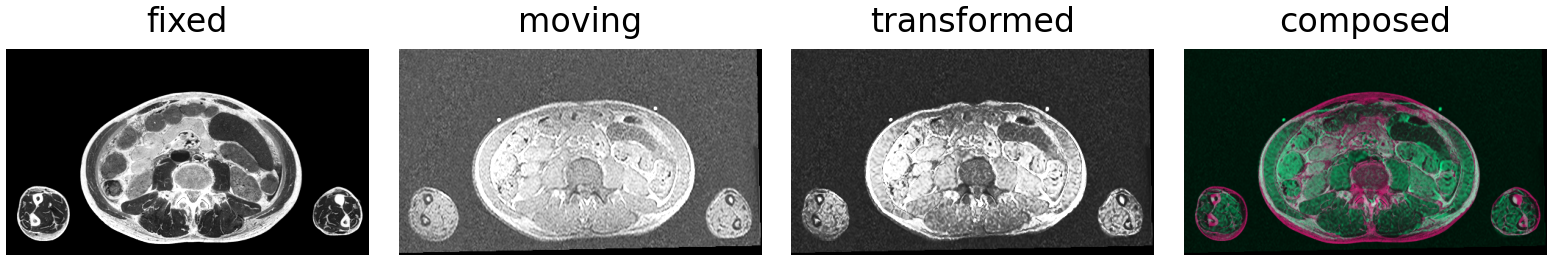 fixed
moving
transformed
composed